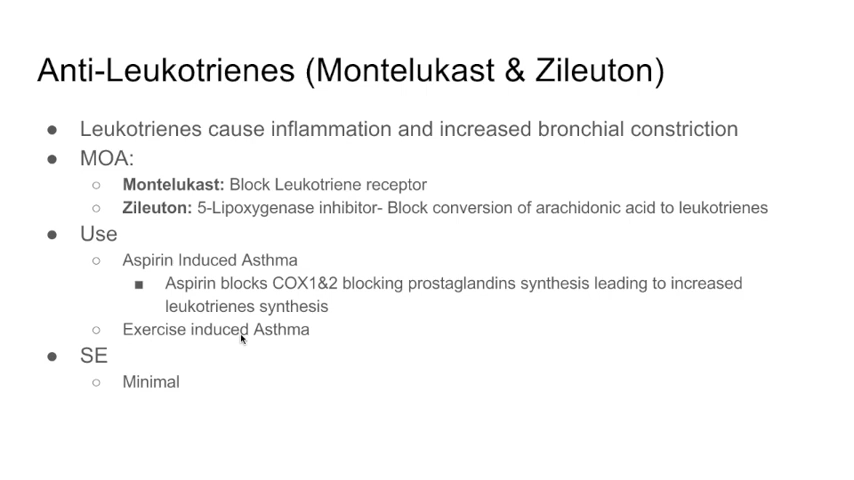 Anti-Leukotrienes (Montelukast & Zileuton)
● Leukotrienes cause inflammation and increased bronchial constriction
● MOA:
○ Montelukast: Block Leukotriene receptor
○ Zileuton: 5-Lipoxygenase inhibitor- Block conversion of arachidonic acid to leukotrienes
● Use
○ Aspirin Induced Asthma
■ Aspirin blocks COX1&2 blocking prostaglandins synthesis leading to increased
leukotrienes synthesis
○ Exercise induced Asthma
● SE
○ Minimal